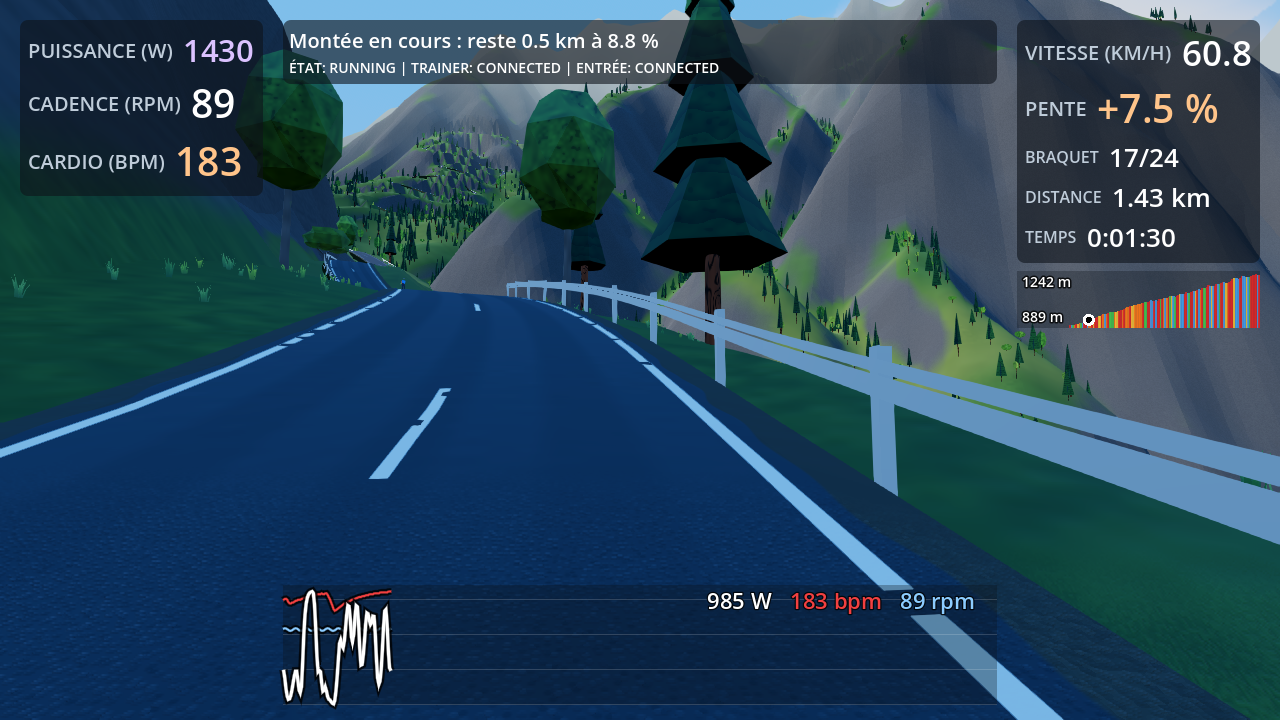 PUISSANCE (W) 1430
CADENCE (RPM) 89
CARDIO (BPM) 183
Montée en cours : reste 0.5 km à 8.8 %
ÉTAT: RUNNING | TRAINER: CONNECTED | ENTRÉE: CONNECTED
VITESSE (KM/H) 60.8
PENTE +7.5 %
BRAQUET 17/24
DISTANCE 1.43 km
TEMPS 0:01:30
1242 m
889 m
985 W 183 bpm 89 rpm